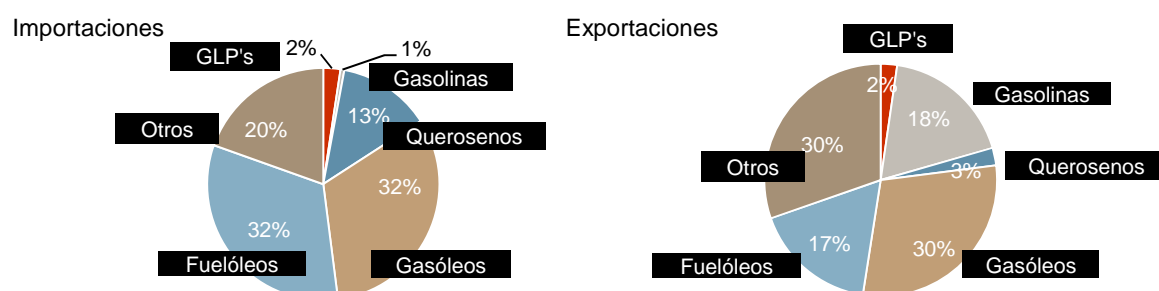 Importaciones
GLP's
2%
1%
Gasolinas
13%
Querosenos
Otros
20%
32%
32%
Fuelóleos
Gasóleos
Exportaciones
GLP's
2%
Gasolinas
18%
30%
Otros
3%
Querosenos
17%
30%
Fuelóleos
Gasóleos